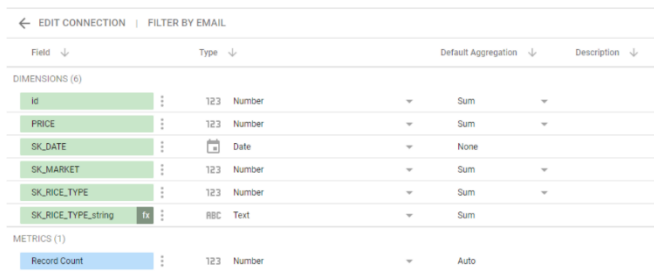 EDIT CONNECTION | FILTER BY EMAIL
Field Type Default Aggregation Description
DIMENSIONS (6)
id 123 Number Sum
PRICE 123 Number Sum
SK_DATE Date None
SK_MARKET 123 Number Sum
SK_RICE_TYPE 123 Number Sum
SK_RICE_TYPE_string fx ABC Text Sum
METRICS (1)
Record Count 123 Number Auto